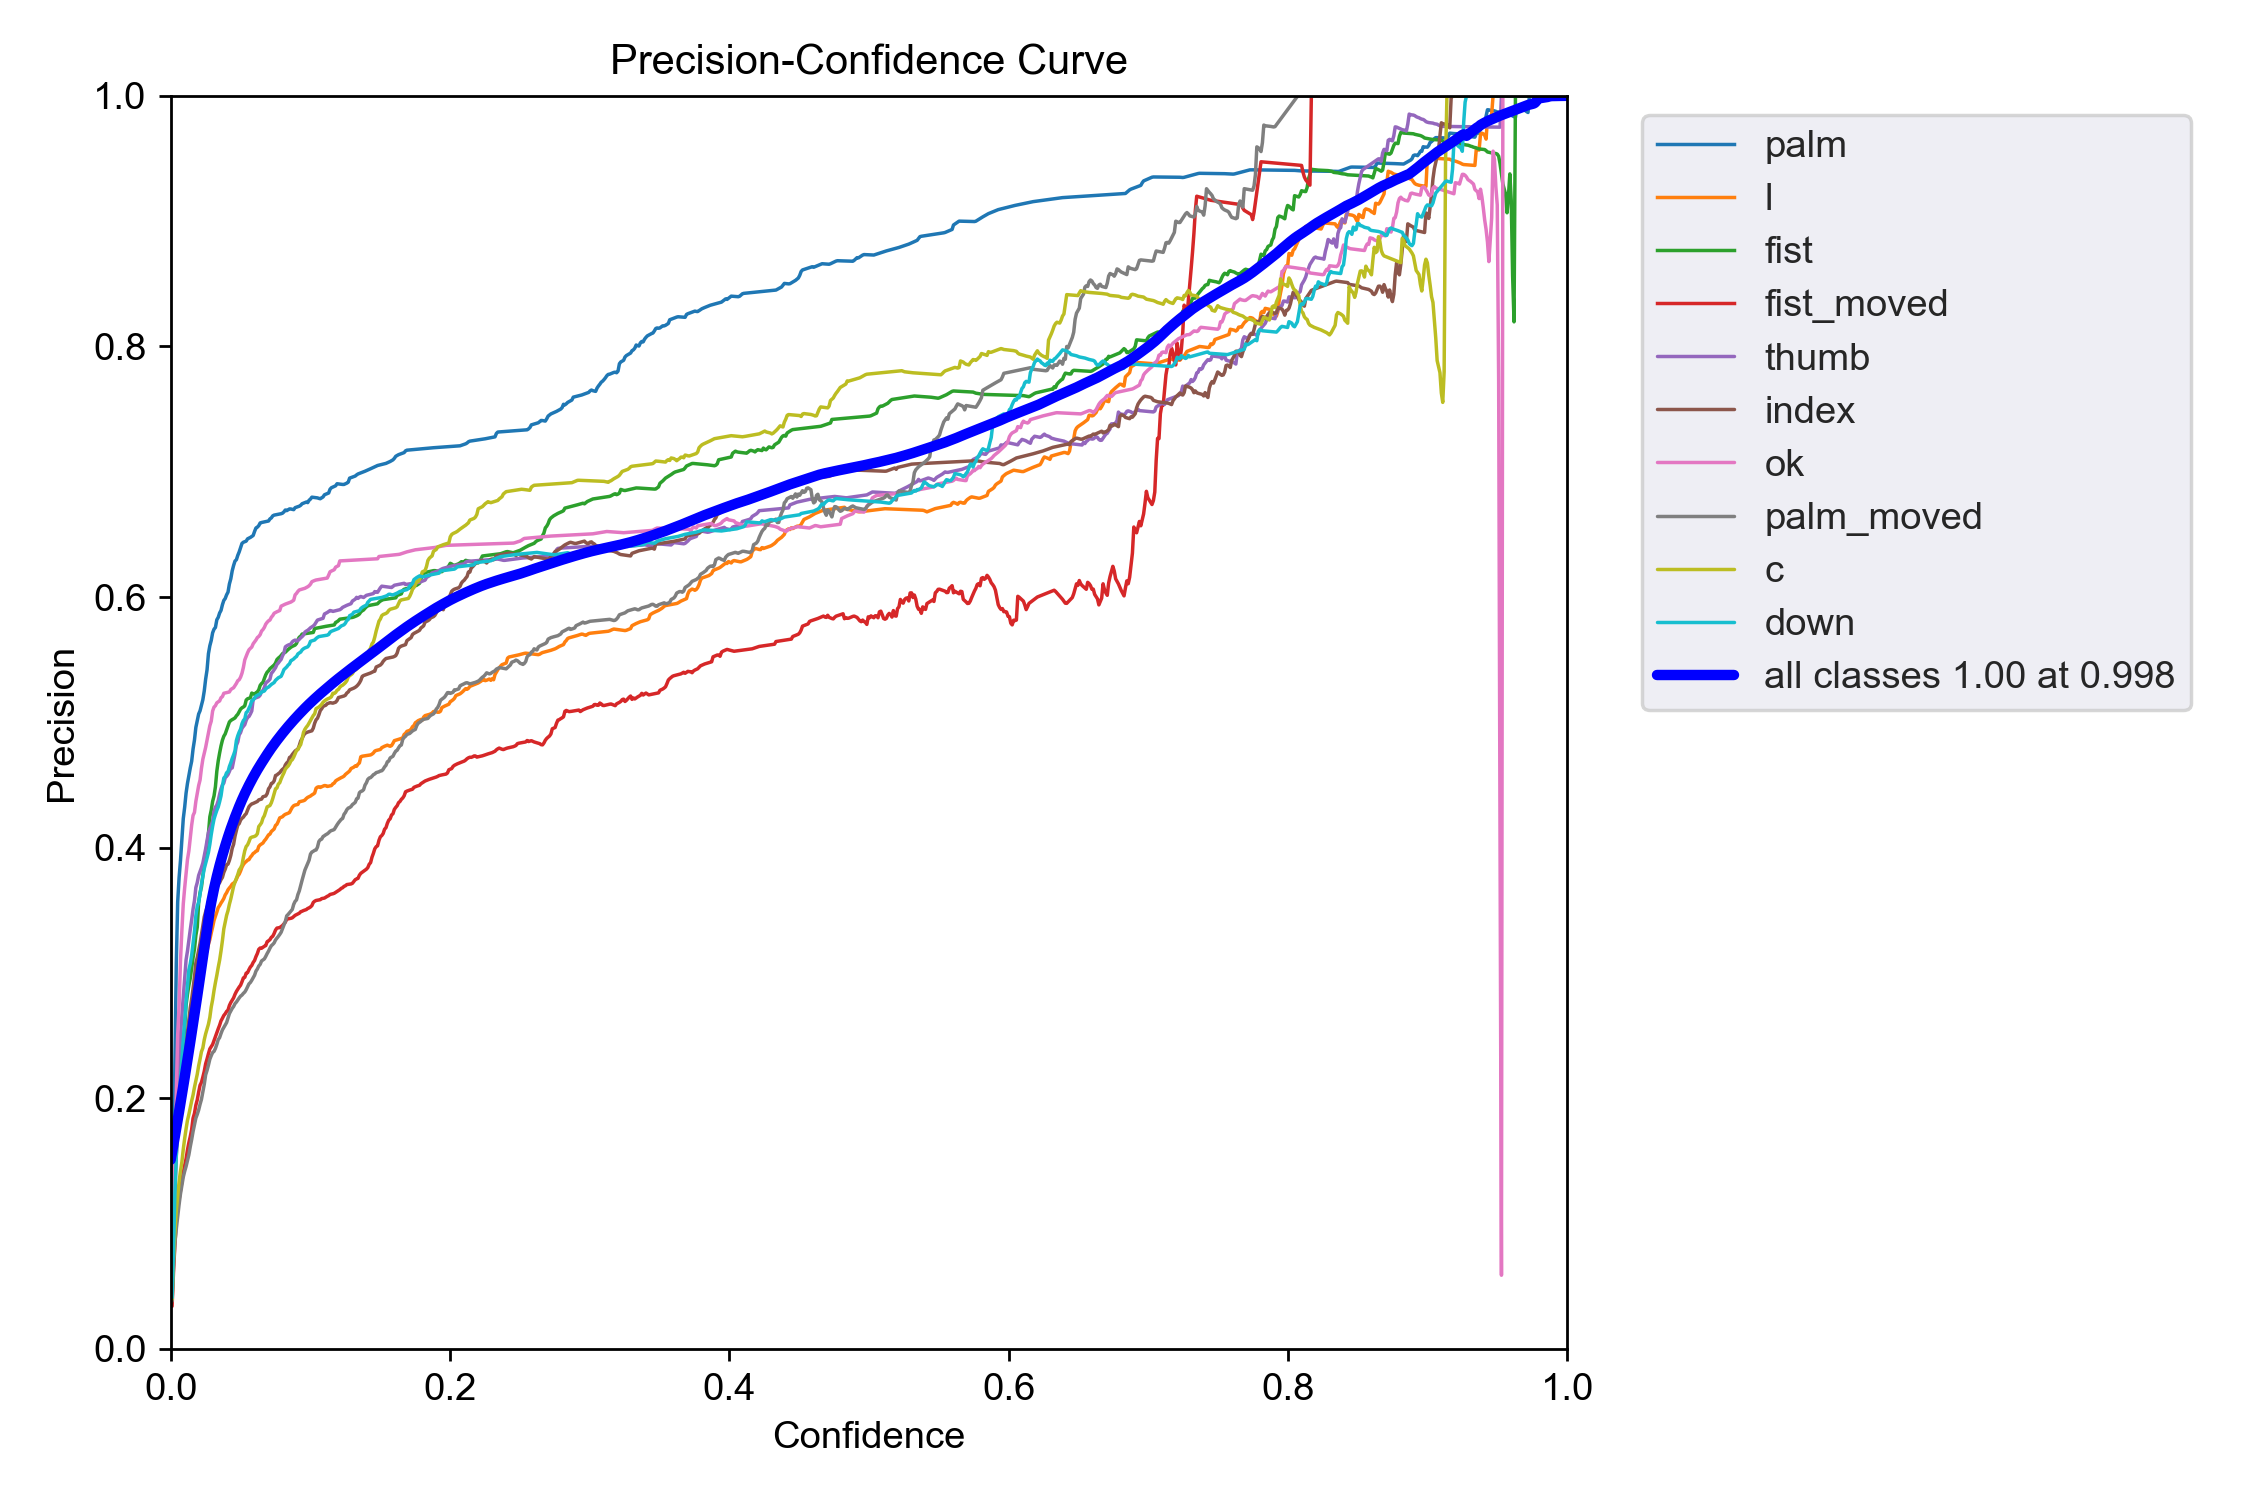 Precision-Confidence Curve
1.0
0.8
0.6
0.4
0.2
0.0
Precision
0.0 0.2 0.4 0.6 0.8 1.0
Confidence
palm
l
fist
fist_moved
thumb
index
ok
palm_moved
c
down
all classes 1.00 at 0.998